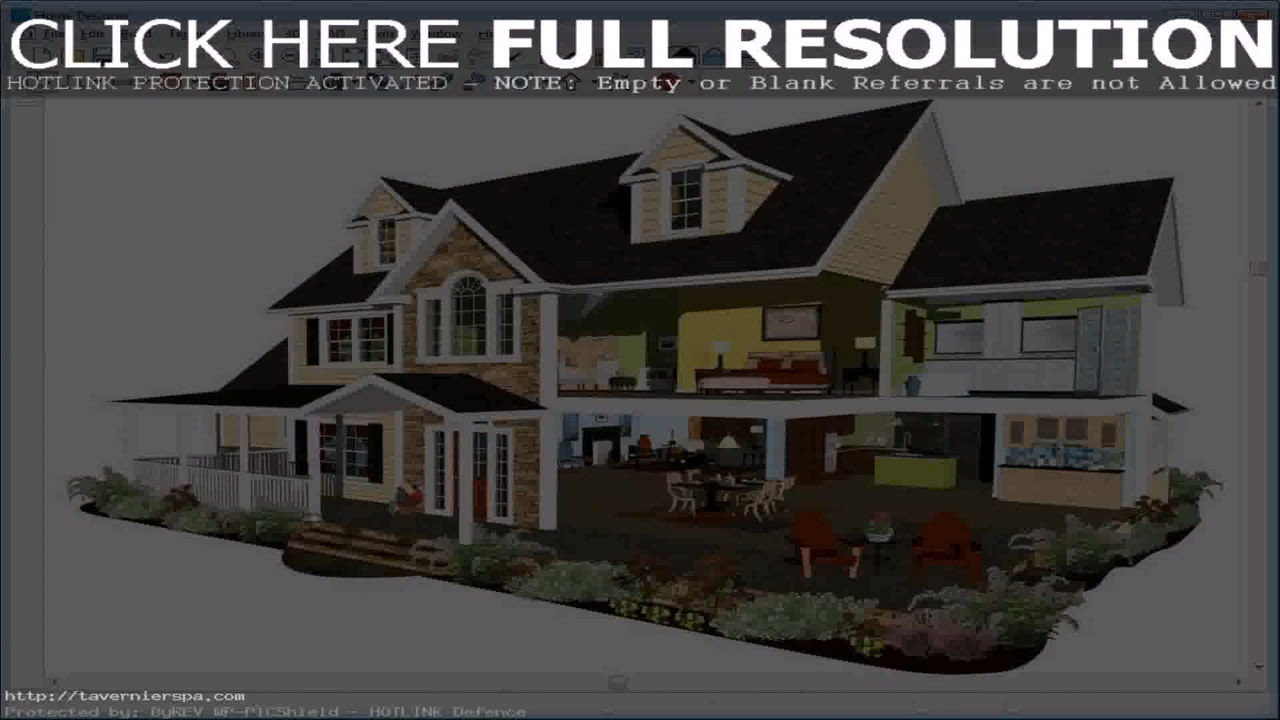 CLICK HERE FULL RESOLUTION
HOTLINK PROTECTION ACTIVATED - NOTE: Empty or Blank Referrals are not Allowed
http://tavernierspa.com
Protected by: ByREV WP-PICShield - HOTLINK Defence